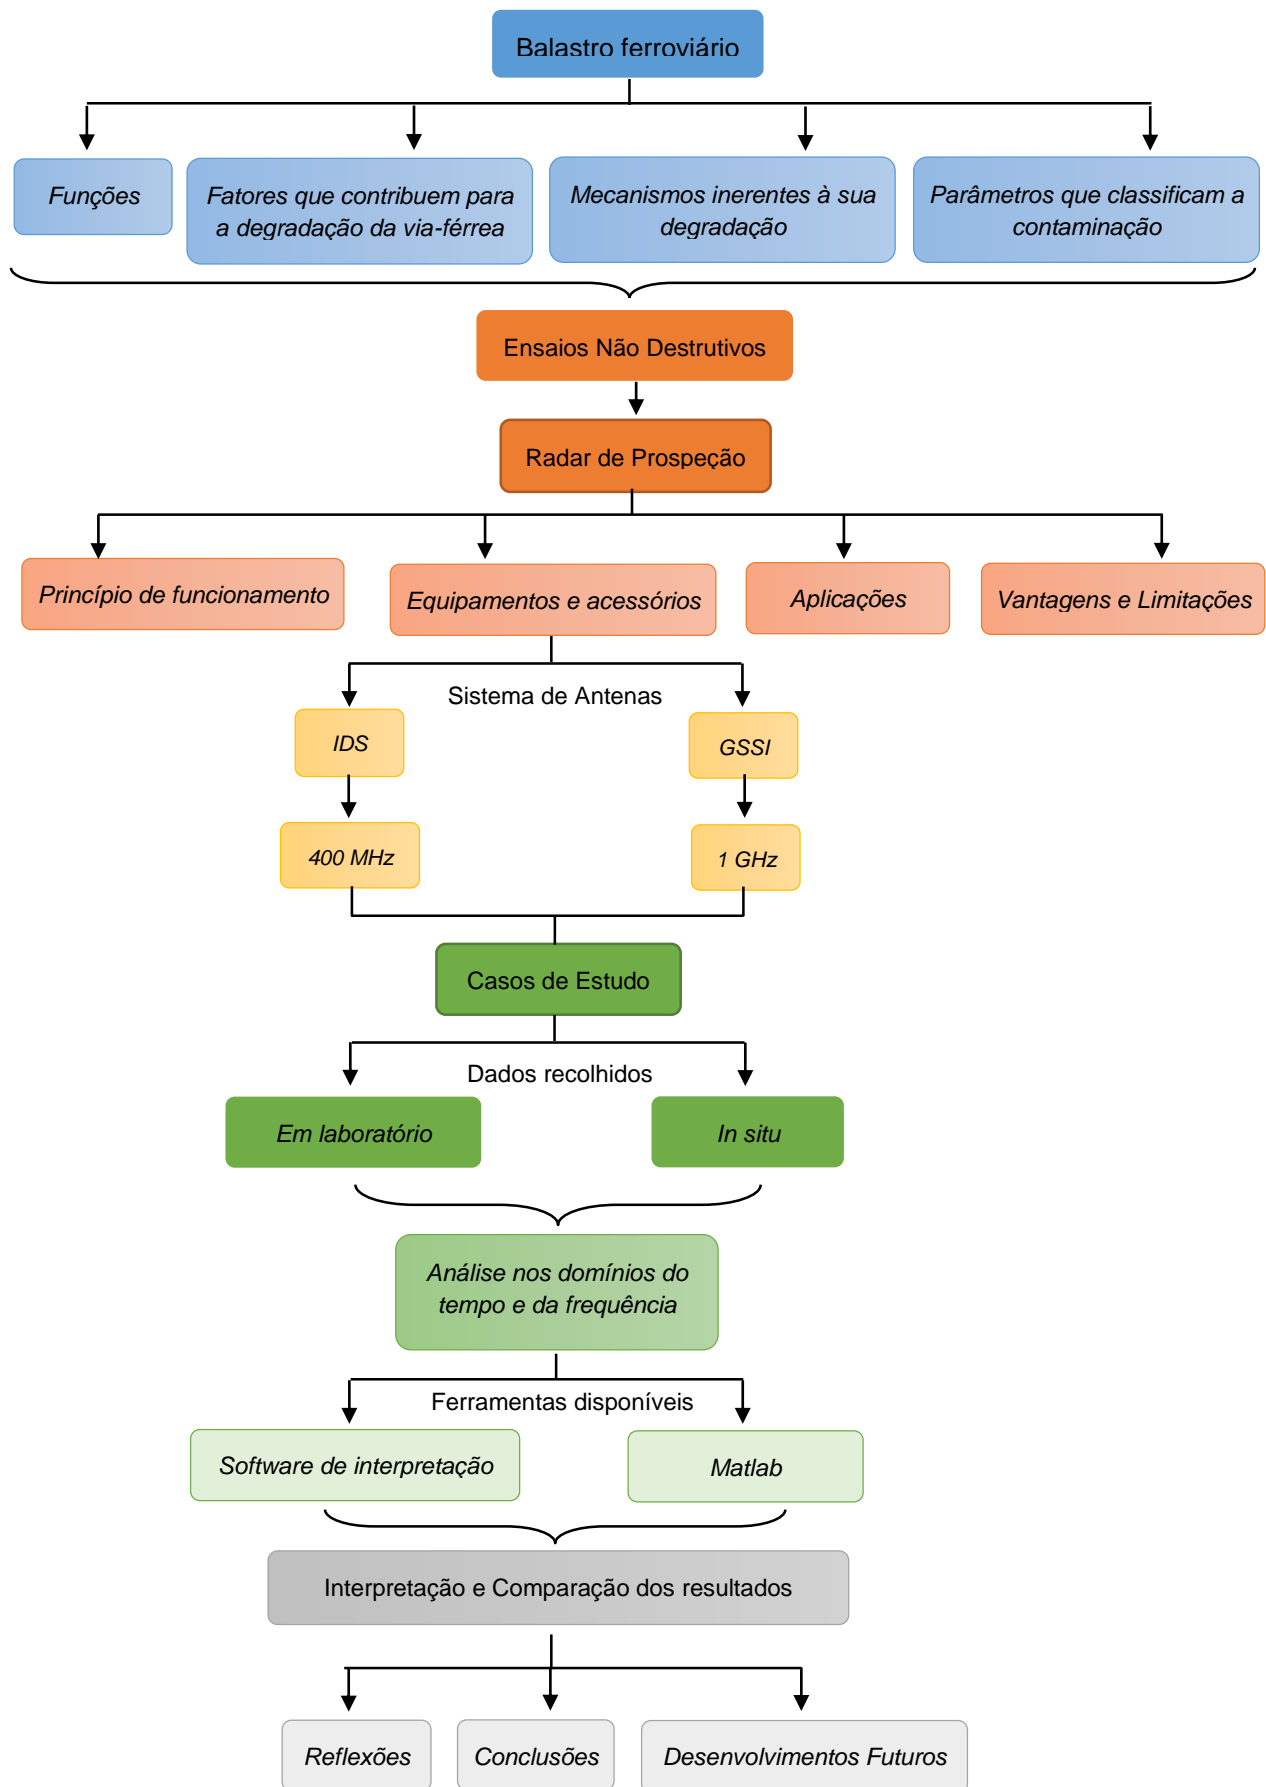 Balastro ferroviário
Funções
Fatores que contribuem para
a degradação da via-férrea
Mecanismos inerentes à sua
degradação
Parâmetros que classificam a
contaminação
Ensaios Não Destrutivos
Radar de Prospeção
Princípio de funcionamento
Equipamentos e acessórios
Aplicações
Vantagens e Limitações
Sistema de Antenas
IDS
GSSI
400 MHz
1 GHz
Casos de Estudo
Dados recolhidos
Em laboratório
In situ
Análise nos domínios do
tempo e da frequência
Ferramentas disponíveis
Software de interpretação
Matlab
Interpretação e Comparação dos resultados
Reflexões
Conclusões
Desenvolvimentos Futuros